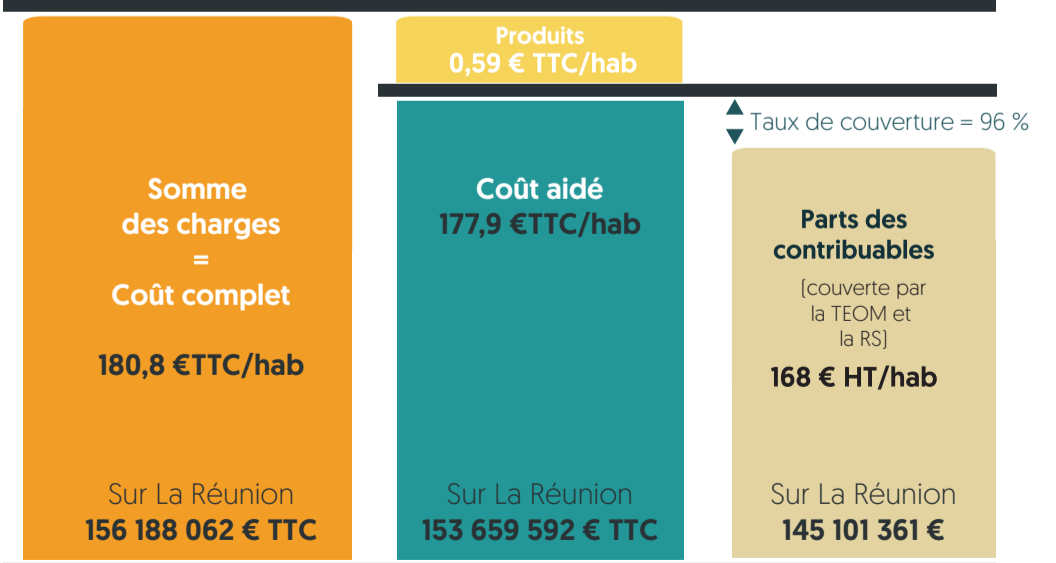 Somme
des charges
=
Coût complet
180,8 €TTC/hab
Sur La Réunion
156 188 062 € TTC
Produits
0,59 € TTC/hab
Coût aidé
177,9 €TTC/hab
Sur La Réunion
153 659 592 € TTC
Taux de couverture = 96 %
Parts des
contribuables
(couverte par
la TEOM et
la RS)
168 € HT/hab
Sur La Réunion
145 101 361 €